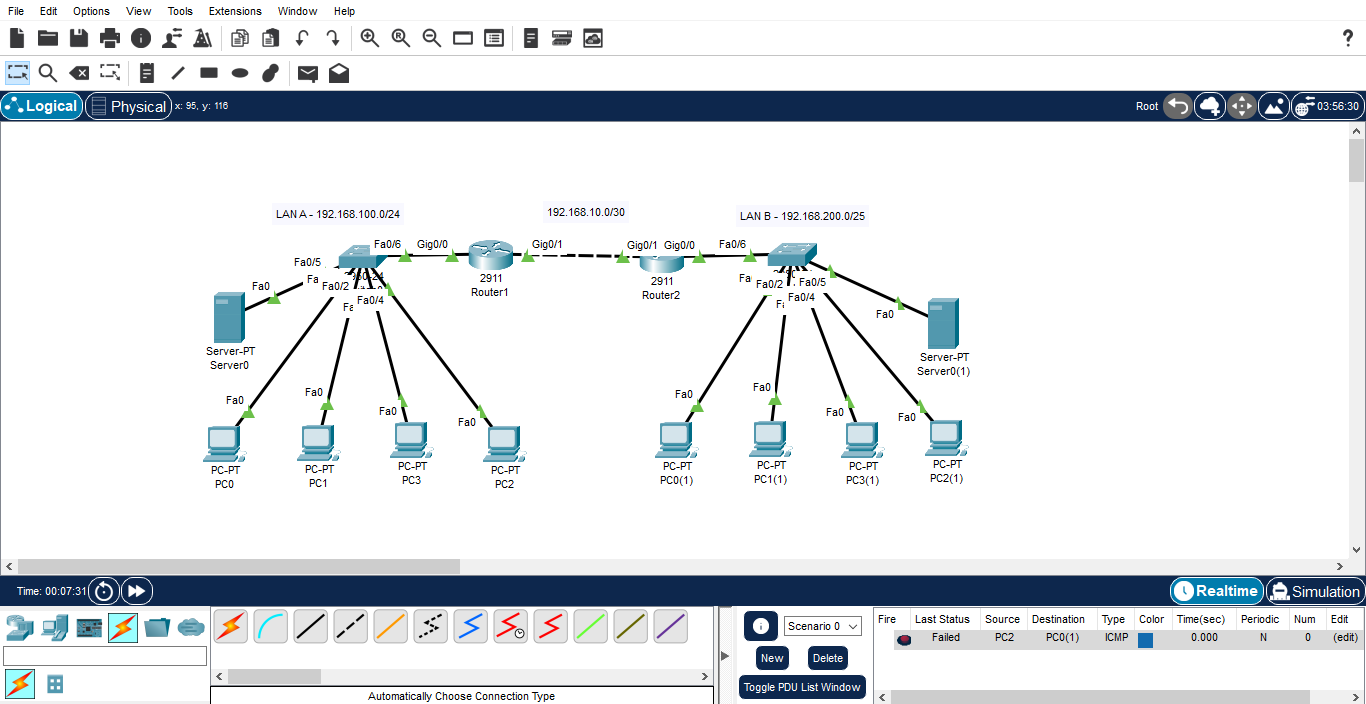 File Edit Options View Tools Extensions Window Help
?
Logical Physical x: 95, y: 116 Root 03:56:30
LAN A - 192.168.100.0/24 192.168.10.0/30 LAN B - 192.168.200.0/25
Fa0/6 Gig0/0 Gig0/1 Gig0/1 Gig0/0 Fa0/6
Fa0/5
Fa0 Fa0/2 Fa0/4
2911
Router1
2911
Router2
Fa0/2 Fa0/5
Fa0/4
Fa0
Server-PT
Server0
Server-PT
Server0(1)
Fa0 Fa0 Fa0 Fa0
Fa0 Fa0 Fa0 Fa0
PC-PT
PC0
PC-PT
PC1
PC-PT
PC3
PC-PT
PC2
PC-PT
PC0(1)
PC-PT
PC1(1)
PC-PT
PC3(1)
PC-PT
PC2(1)
Time: 00:07:31 Realtime Simulation
Scenario 0
New Delete
Toggle PDU List Window
Fire Last Status Source Destination Type Color Time(sec) Periodic Num Edit
Failed PC2 PC0(1) ICMP 0.000 N 0 (edit)
Automatically Choose Connection Type